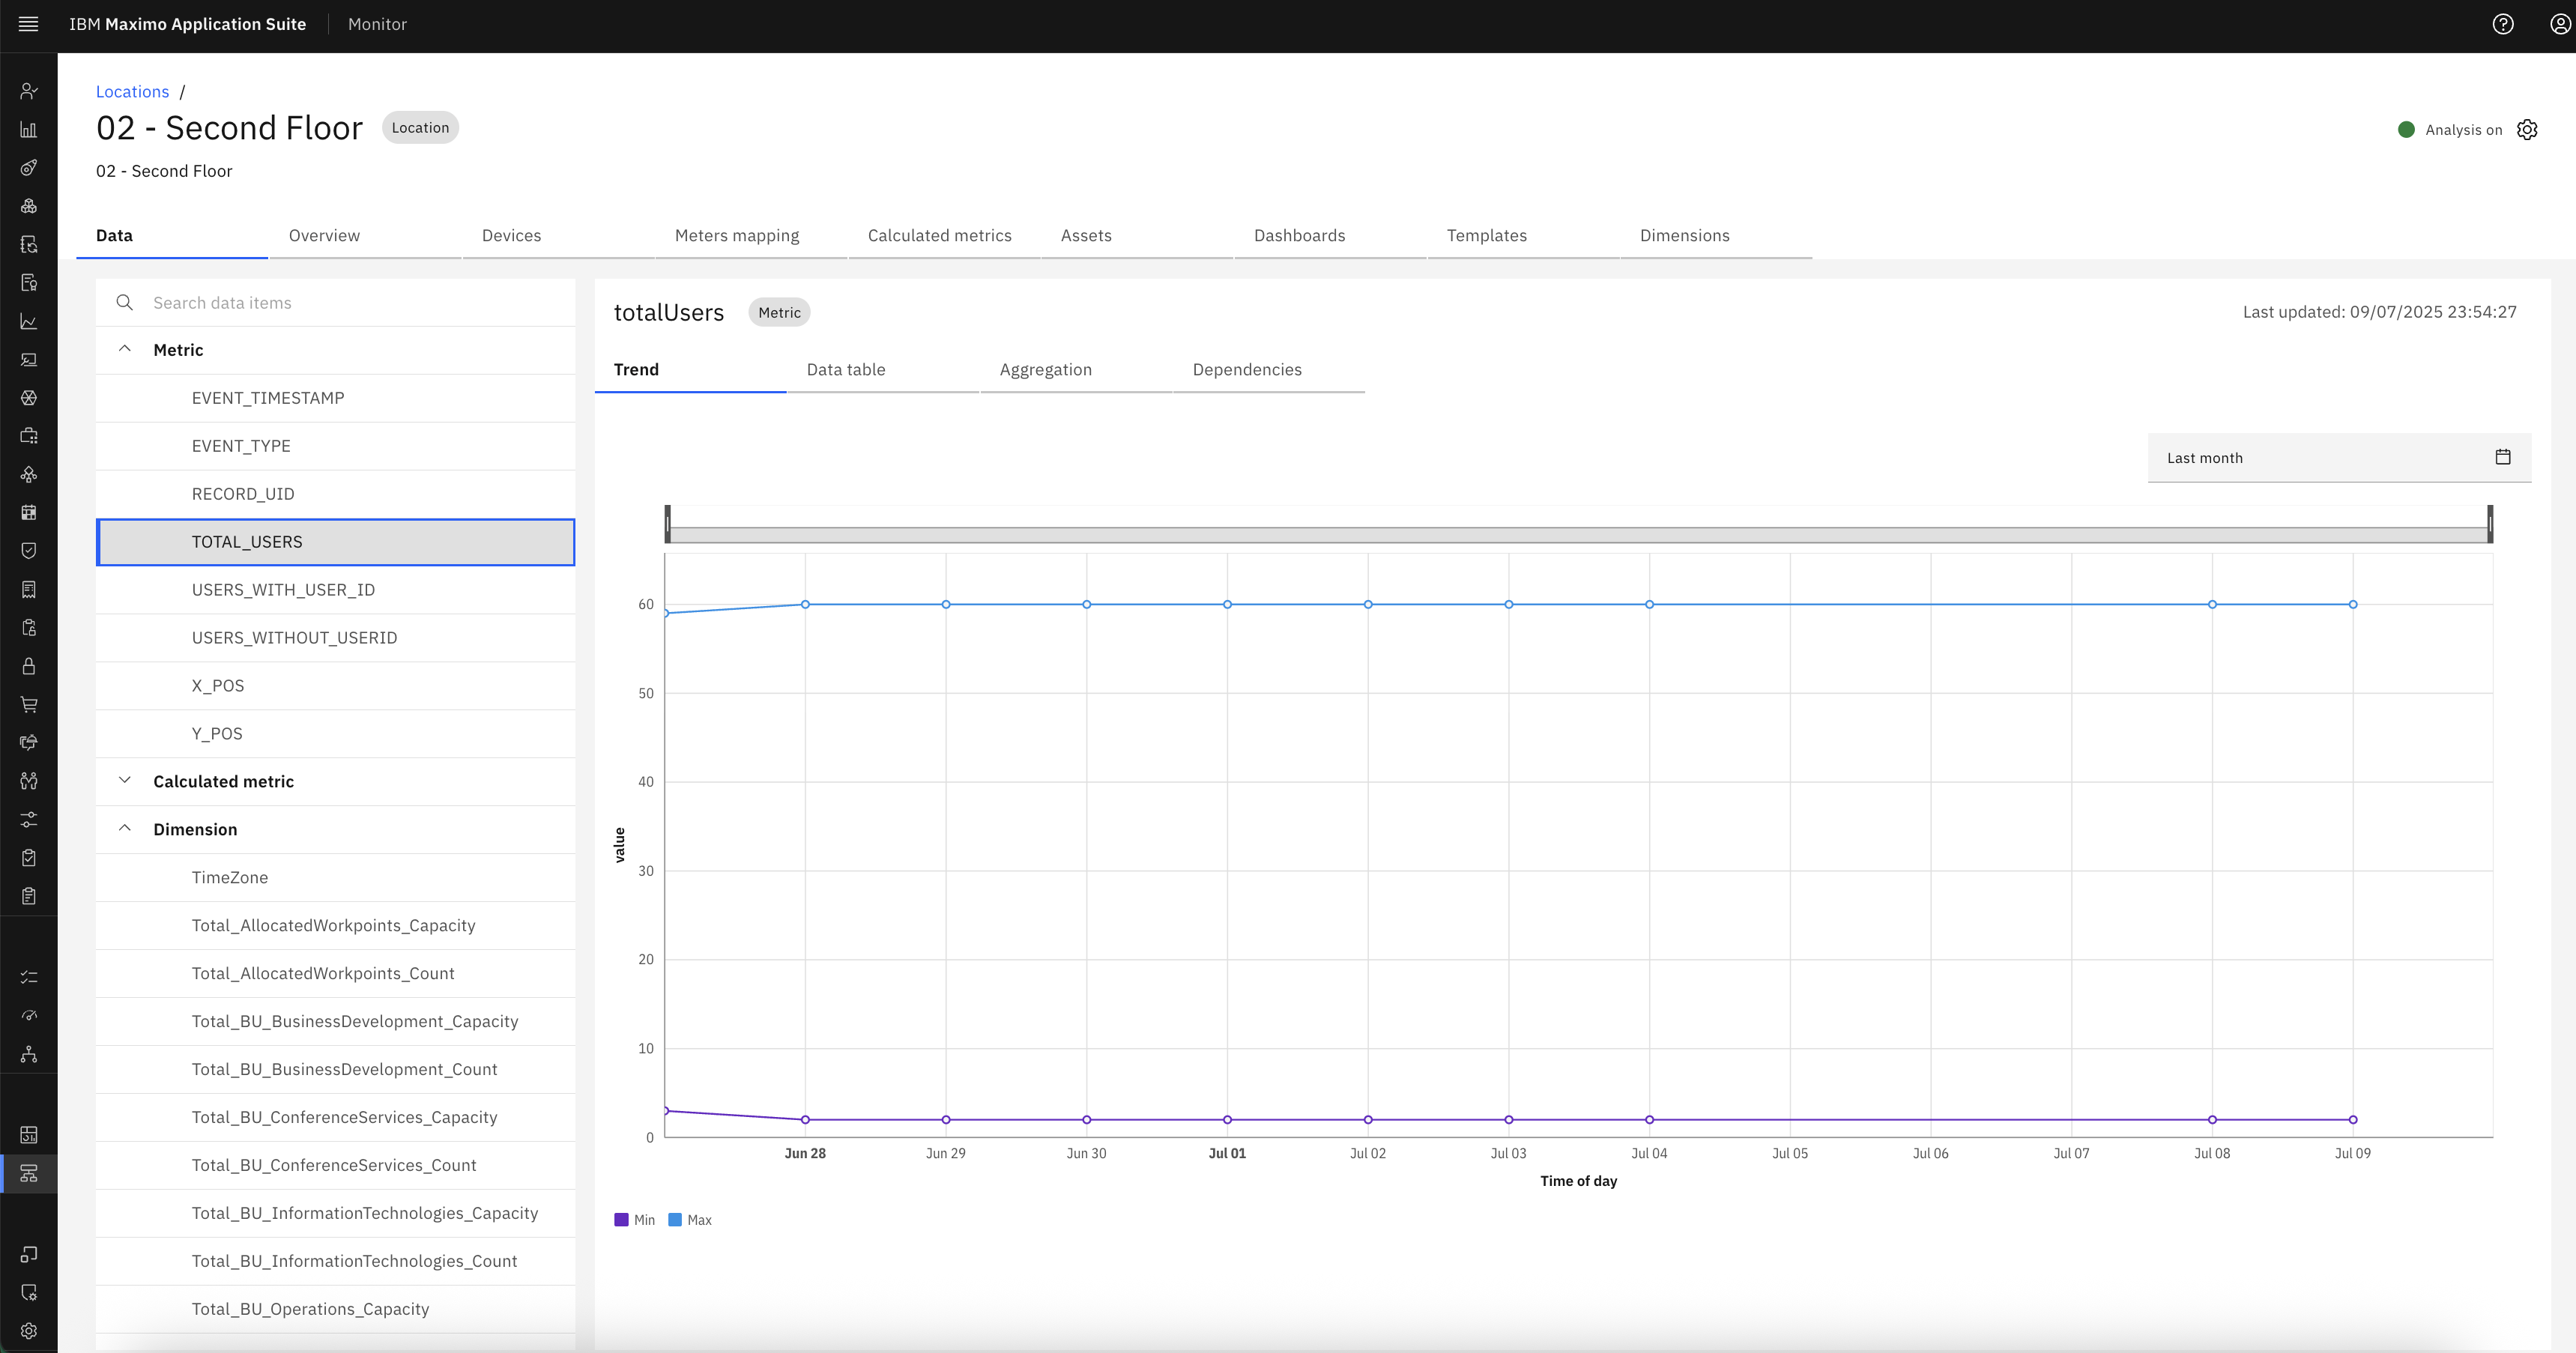 IBM Maximo Application Suite
Monitor
Locations /
02 - Second Floor
Location
02 - Second Floor
Analysis on
Data
Overview
Devices
Meters mapping
Calculated metrics
Assets
Dashboards
Templates
Dimensions
Search data items
Metric
EVENT_TIMESTAMP
EVENT_TYPE
RECORD_UID
TOTAL_USERS
USERS_WITH_USER_ID
USERS_WITHOUT_USERID
X_POS
Y_POS
Calculated metric
Dimension
TimeZone
Total_AllocatedWorkpoints_Capacity
Total_AllocatedWorkpoints_Count
Total_BU_BusinessDevelopment_Capacity
Total_BU_BusinessDevelopment_Count
Total_BU_ConferenceServices_Capacity
Total_BU_ConferenceServices_Count
Total_BU_InformationTechnologies_Capacity
Total_BU_InformationTechnologies_Count
Total_BU_Operations_Capacity
totalUsers
Metric
Last updated: 09/07/2025 23:54:27
Trend
Data table
Aggregation
Dependencies
Last month
60
50
40
30
20
10
0
value
Jun 28
Jun 29
Jun 30
Jul 01
Jul 02
Jul 03
Jul 04
Jul 05
Jul 06
Jul 07
Jul 08
Jul 09
Time of day
Min
Max